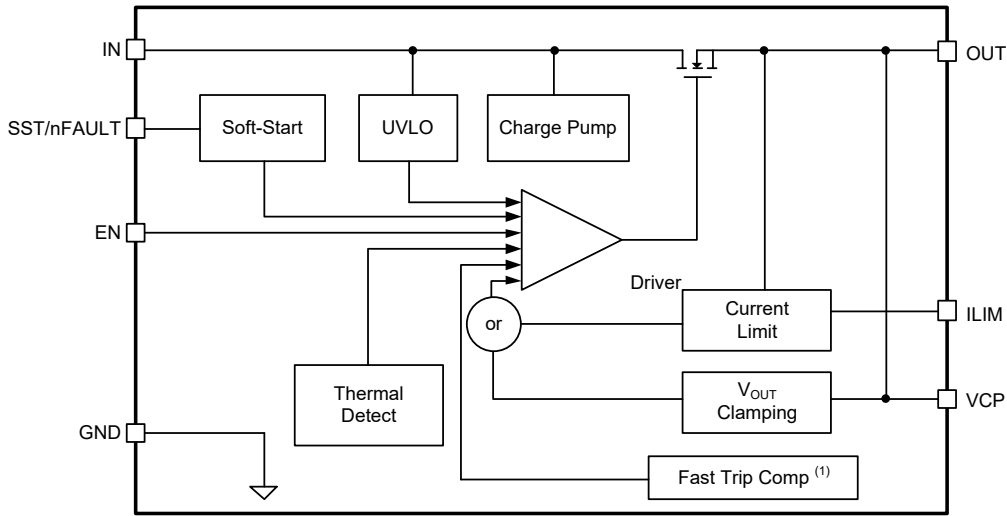 IN
OUT
SST/nFAULT
Soft-Start
UVLO
Charge Pump
EN
Driver
or
Current
Limit
ILIM
Thermal
Detect
VOUT
Clamping
VCP
GND
Fast Trip Comp (1)